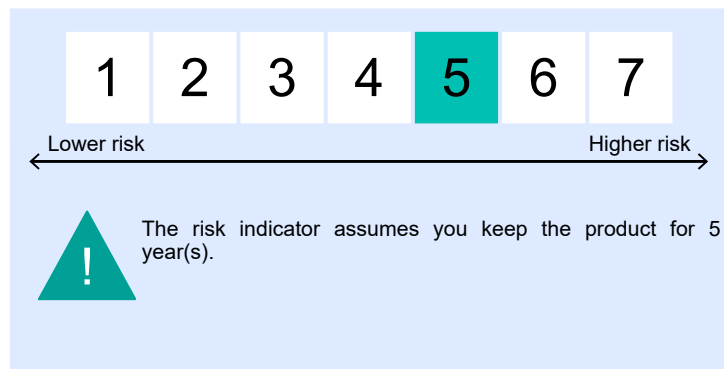 1 2 3 4 5 6 7
Lower risk Higher risk
! The risk indicator assumes you keep the product for 5
year(s).